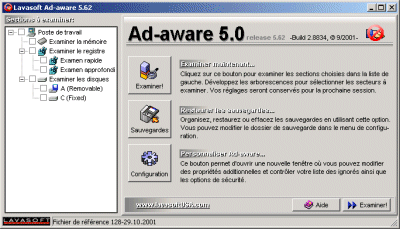 Lavasoft Ad-aware 5.62
Sections à examiner:
Poste de travail
Examiner la mémoire
Examiner le registre
Examen rapide
Examen approfondi
Examiner les disques
A (Removable)
C (Fixed)
Ad-aware 5.0 release 5.62 -Build 2.8634, © 9/2001-
Examiner!
Examiner maintenant...
Cliquez sur ce bouton pour examiner les sections choisies dans la liste de
gauche. Développez les arborescences pour sélectionner les secteurs à
examiner. Vos réglages seront conservés pour la prochaine session.
Sauvegardes
Restaurer les sauvegardes...
Organisez, restaurez ou effacez les sauvegardes en utilisant cette option.
Vous pouvez modifier le dossier de sauvegarde dans le menu de configu-
ration.
Configuration
Personnaliser Ad-aware...
Ce bouton permet d'ouvrir une nouvelle fenêtre où vous pouvez modifier
des propriétés additionnelles et contrôler votre liste des ignorés ainsi que
les options de sécurité.
www.lavasoftUSA.com
Aide
Examiner!
LAVASOFT
Fichier de référence 128-29.10.2001